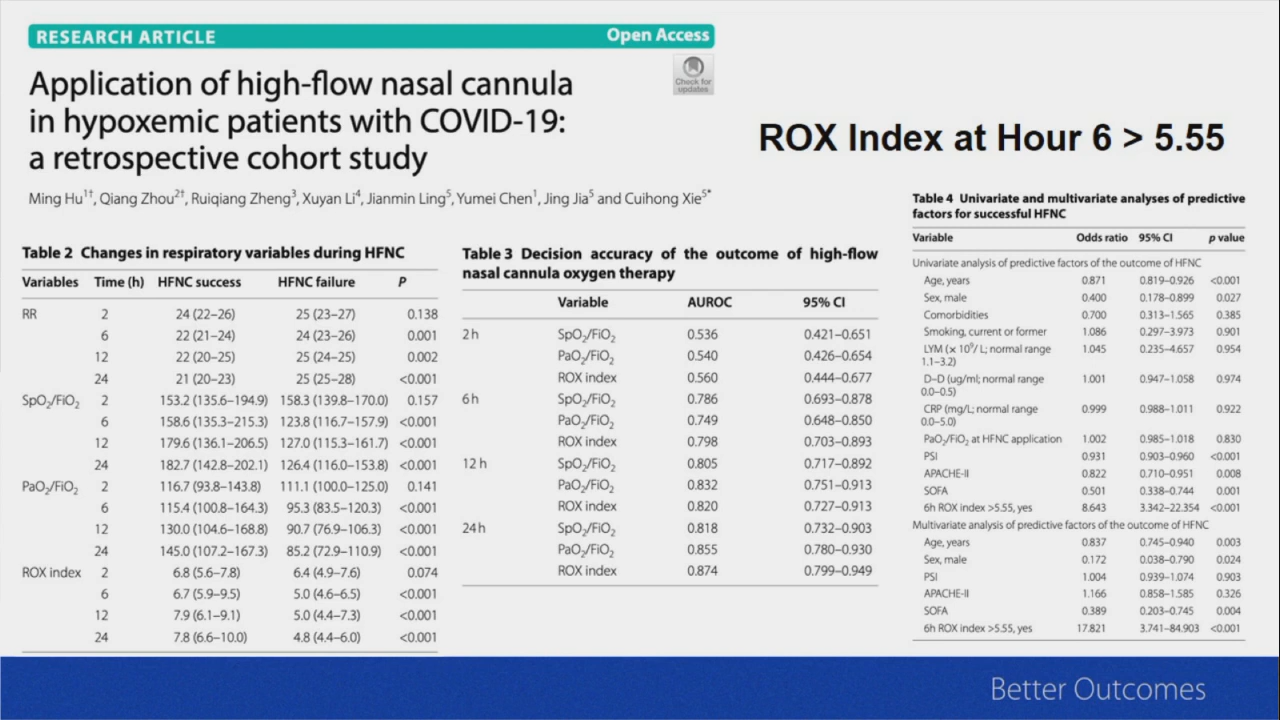 RESEARCH ARTICLE
Open Access
Check for
updates
Application of high-flow nasal cannula
in hypoxemic patients with COVID-19:
a retrospective cohort study
Ming Hu1†, Qiang Zhou2†, Ruiqiang Zheng3, Xuyan Li4, Jianmin Ling5, Yumei Chen1, Jing Jia5 and Cuihong Xie5*
ROX Index at Hour 6 > 5.55
Table 2 Changes in respiratory variables during HFNC
Variables Time (h) HFNC success HFNC failure P
RR 2 24 (22–26) 25 (23–27) 0.138
6 22 (21–24) 24 (23–26) 0.001
12 22 (20–25) 25 (24–25) 0.002
24 21 (20–23) 25 (25–28) <0.001
SpO2/FiO2 2 153.2 (135.6–194.9) 158.3 (139.8–170.0) 0.157
6 158.6 (135.3–215.3) 123.8 (116.7–157.9) <0.001
12 179.6 (136.1–206.5) 127.0 (115.3–161.7) <0.001
24 182.7 (142.8–202.1) 126.4 (116.0–153.8) <0.001
PaO2/FiO2 2 116.7 (93.8–143.8) 111.1 (100.0–125.0) 0.141
6 115.4 (100.8–164.3) 95.3 (83.5–120.3) <0.001
12 130.0 (104.6–168.8) 90.7 (76.9–106.3) <0.001
24 145.0 (107.2–167.3) 85.2 (72.9–110.9) <0.001
ROX index 2 6.8 (5.6–7.8) 6.4 (4.9–7.6) 0.074
6 6.7 (5.9–9.5) 5.0 (4.6–6.5) <0.001
12 7.9 (6.1–9.1) 5.0 (4.4–7.3) <0.001
24 7.8 (6.6–10.0) 4.8 (4.4–6.0) <0.001
Table 3 Decision accuracy of the outcome of high-flow
nasal cannula oxygen therapy
Variable AUROC 95% CI
2 h SpO2/FiO2 0.536 0.421–0.651
PaO2/FiO2 0.540 0.426–0.654
ROX index 0.560 0.444–0.677
6 h SpO2/FiO2 0.786 0.693–0.878
PaO2/FiO2 0.749 0.648–0.850
ROX index 0.798 0.703–0.893
12 h SpO2/FiO2 0.805 0.717–0.892
PaO2/FiO2 0.832 0.751–0.913
ROX index 0.820 0.727–0.913
24 h SpO2/FiO2 0.818 0.732–0.903
PaO2/FiO2 0.855 0.780–0.930
ROX index 0.874 0.799–0.949
Table 4 Univariate and multivariate analyses of predictive
factors for successful HFNC
Variable Odds ratio 95% CI p value
Univariate analysis of predictive factors of the outcome of HFNC
Age, years 0.871 0.819–0.926 <0.001
Sex, male 0.400 0.178–0.899 0.027
Comorbidities 0.700 0.313–1.565 0.385
Smoking, current or former 1.086 0.297–3.973 0.901
LYM (× 10⁹/ L; normal range 1.045 0.235–4.657 0.954
1.1–3.2)
D–D (ug/ml; normal range 1.001 0.947–1.058 0.974
0.0–0.5)
CRP (mg/L; normal range 0.999 0.988–1.011 0.922
0.0–5.0)
PaO2/FiO2 at HFNC application 1.002 0.985–1.018 0.830
PSI 0.931 0.903–0.960 <0.001
APACHE-II 0.822 0.710–0.951 0.008
SOFA 0.501 0.338–0.744 0.001
6h ROX index >5.55, yes 8.643 3.342–22.354 <0.001
Multivariate analysis of predictive factors of the outcome of HFNC
Age, years 0.837 0.745–0.940 0.003
Sex, male 0.172 0.038–0.790 0.024
PSI 1.004 0.939–1.074 0.903
APACHE-II 1.166 0.858–1.585 0.326
SOFA 0.389 0.203–0.745 0.004
6h ROX index >5.55, yes 17.821 3.741–84.903 <0.001
Better Outcomes